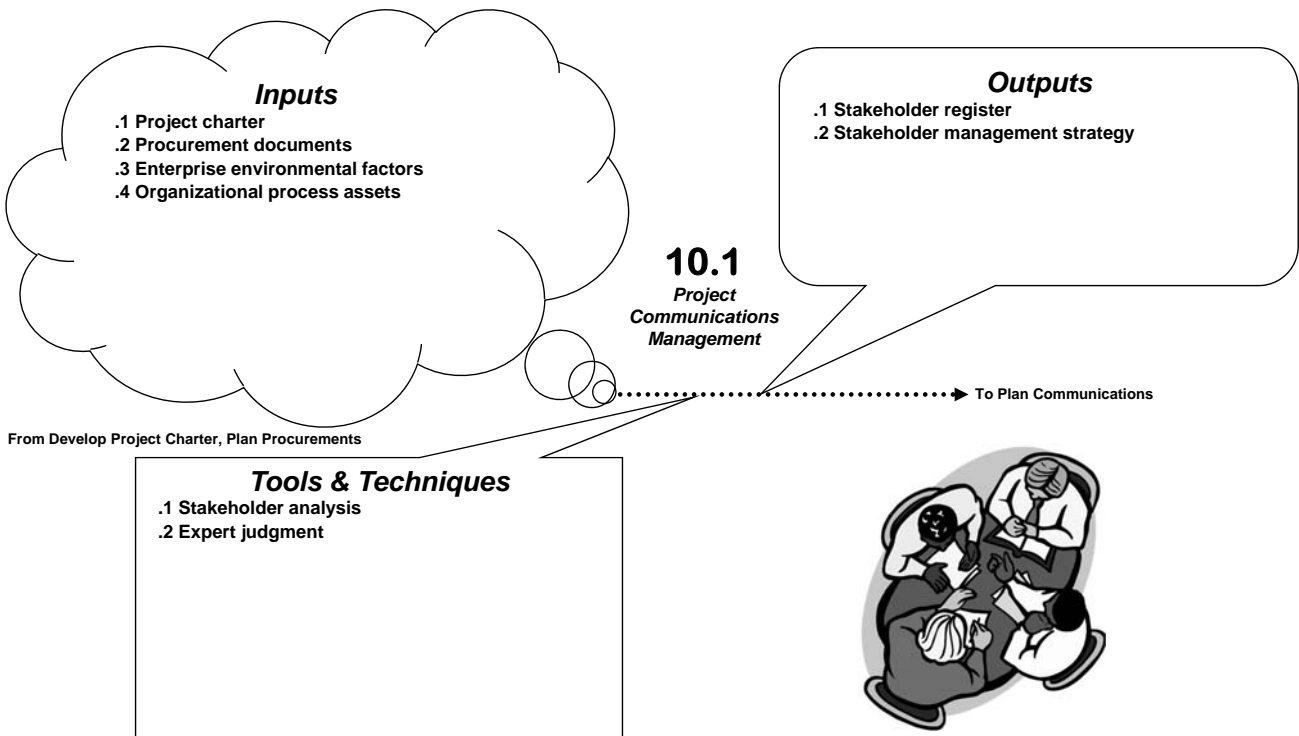 Inputs
.1 Project charter
.2 Procurement documents
.3 Enterprise environmental factors
.4 Organizational process assets
Outputs
.1 Stakeholder register
.2 Stakeholder management strategy
10.1
Project
Communications
Management
To Plan Communications
From Develop Project Charter, Plan Procurements
Tools & Techniques
.1 Stakeholder analysis
.2 Expert judgment